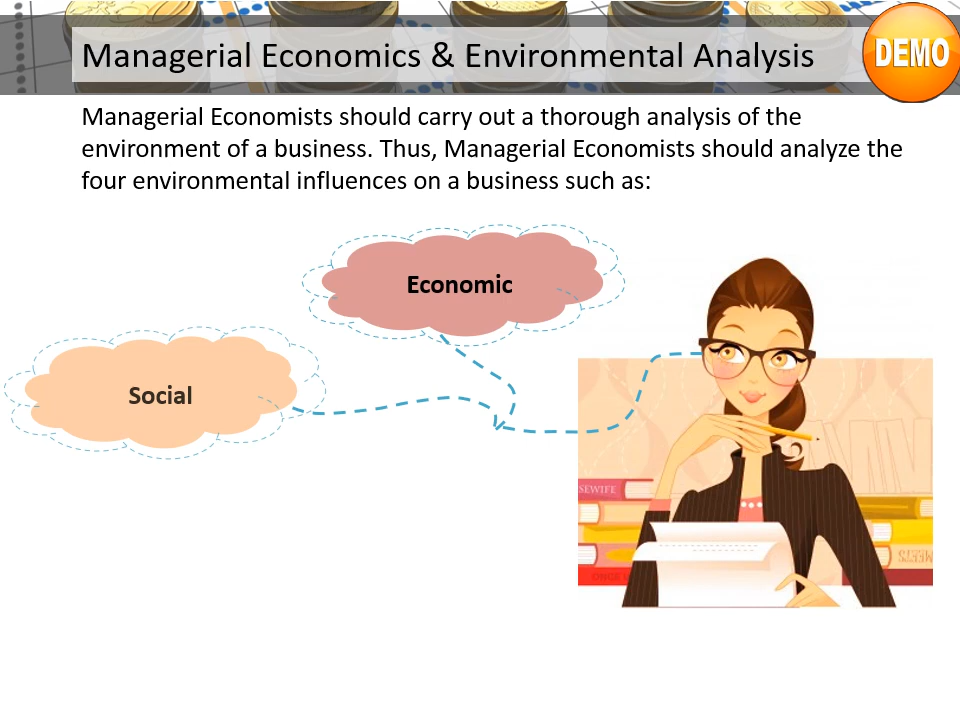 Managerial Economics & Environmental Analysis
DEMO
Managerial Economists should carry out a thorough analysis of the
environment of a business. Thus, Managerial Economists should analyze the
four environmental influences on a business such as:
Economic
Social
SEWIFE